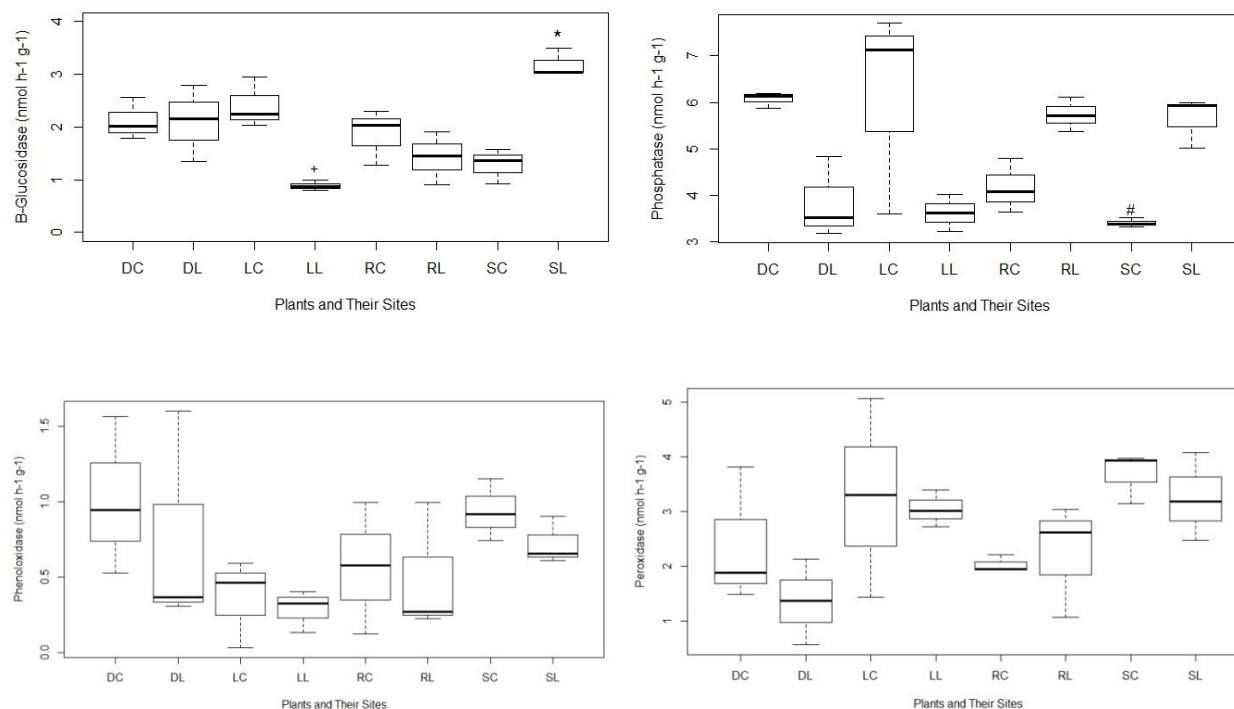 B-Glucosidase (nmol h-1 g-1)
4
3
2
1
0
*
+
DC DL LC LL RC RL SC SL
Plants and Their Sites
Phosphatase (nmol h-1 g-1)
7
6
5
4
3
#
DC DL LC LL RC RL SC SL
Plants and Their Sites
Phenoloxidase (nmol h-1 g-1)
1.5
1.0
0.5
0.0
DC DL LC LL RC RL SC SL
Plants and Their Sites
Peroxidase (nmol h-1 g-1)
5
4
3
2
1
DC DL LC LL RC RL SC SL
Plants and Their Sites